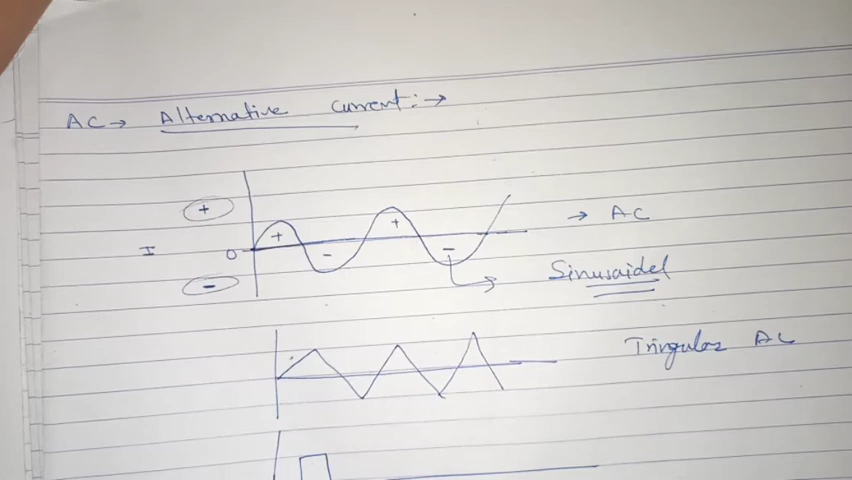 AC → Alternative Current:→
+
+ + → AC
I 0 - -
- Sinusaidel
Tringular AC